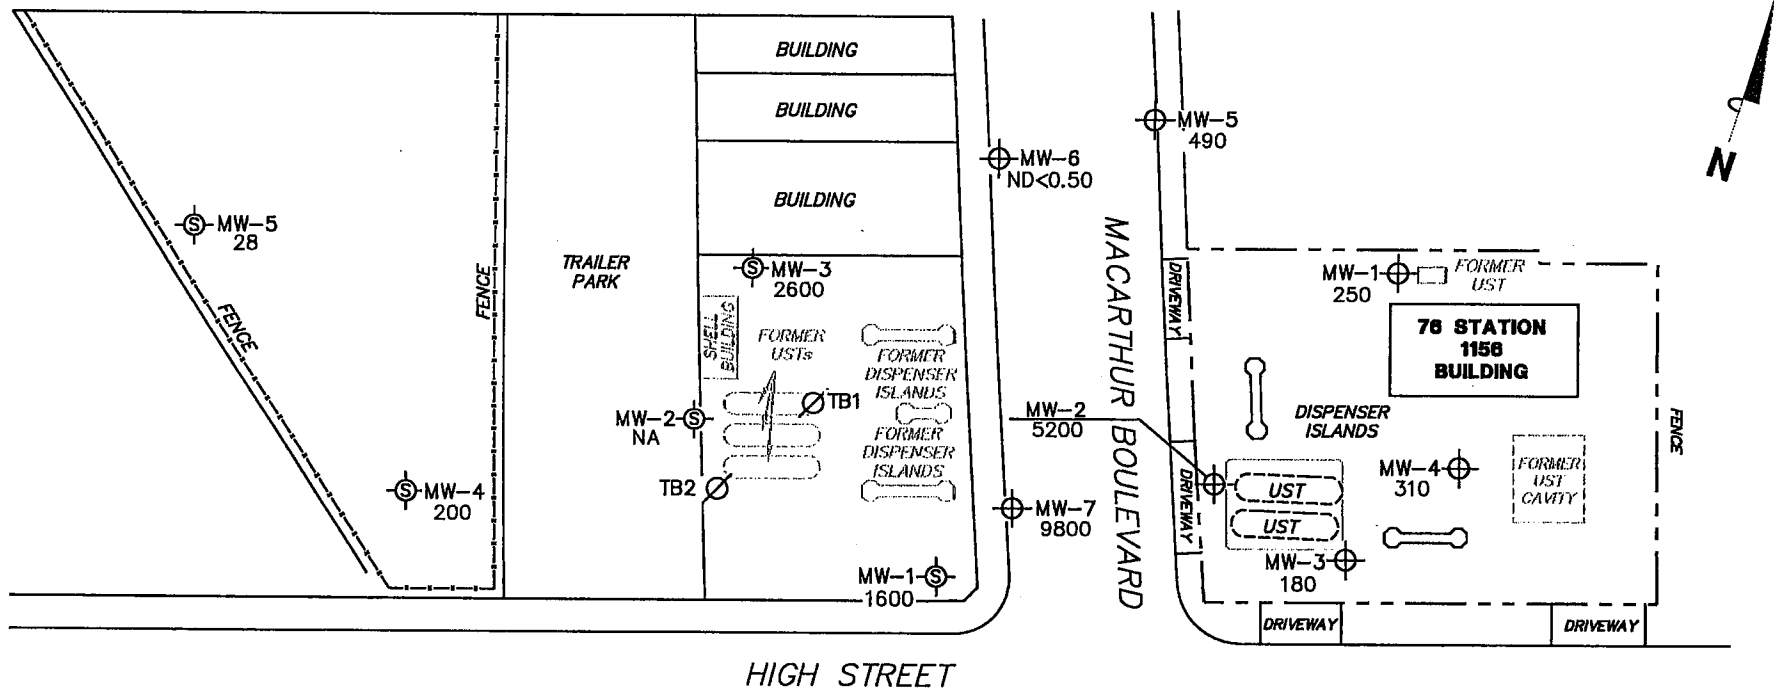 BUILDING
BUILDING
BUILDING
MW-5
490
MW-6
ND<0.50
N
MW-5
28
FENCE
FENCE
TRAILER
PARK
MW-3
2600
SHELL
BUILDING
FORMER
USTs
FORMER
DISPENSER
ISLANDS
FORMER
DISPENSER
ISLANDS
TB1
MW-2
NA
TB2
MW-4
200
MW-1
1600
MW-2
5200
MW-7
9800
MACARTHUR BOULEVARD
DRIVEWAY
DRIVEWAY
MW-1
250
FORMER
UST
76 STATION
1156
BUILDING
DISPENSER
ISLANDS
FENCE
UST
UST
MW-4
310
FORMER
UST
CAVITY
MW-3
180
DRIVEWAY
DRIVEWAY
HIGH STREET
S
S
S
S
S